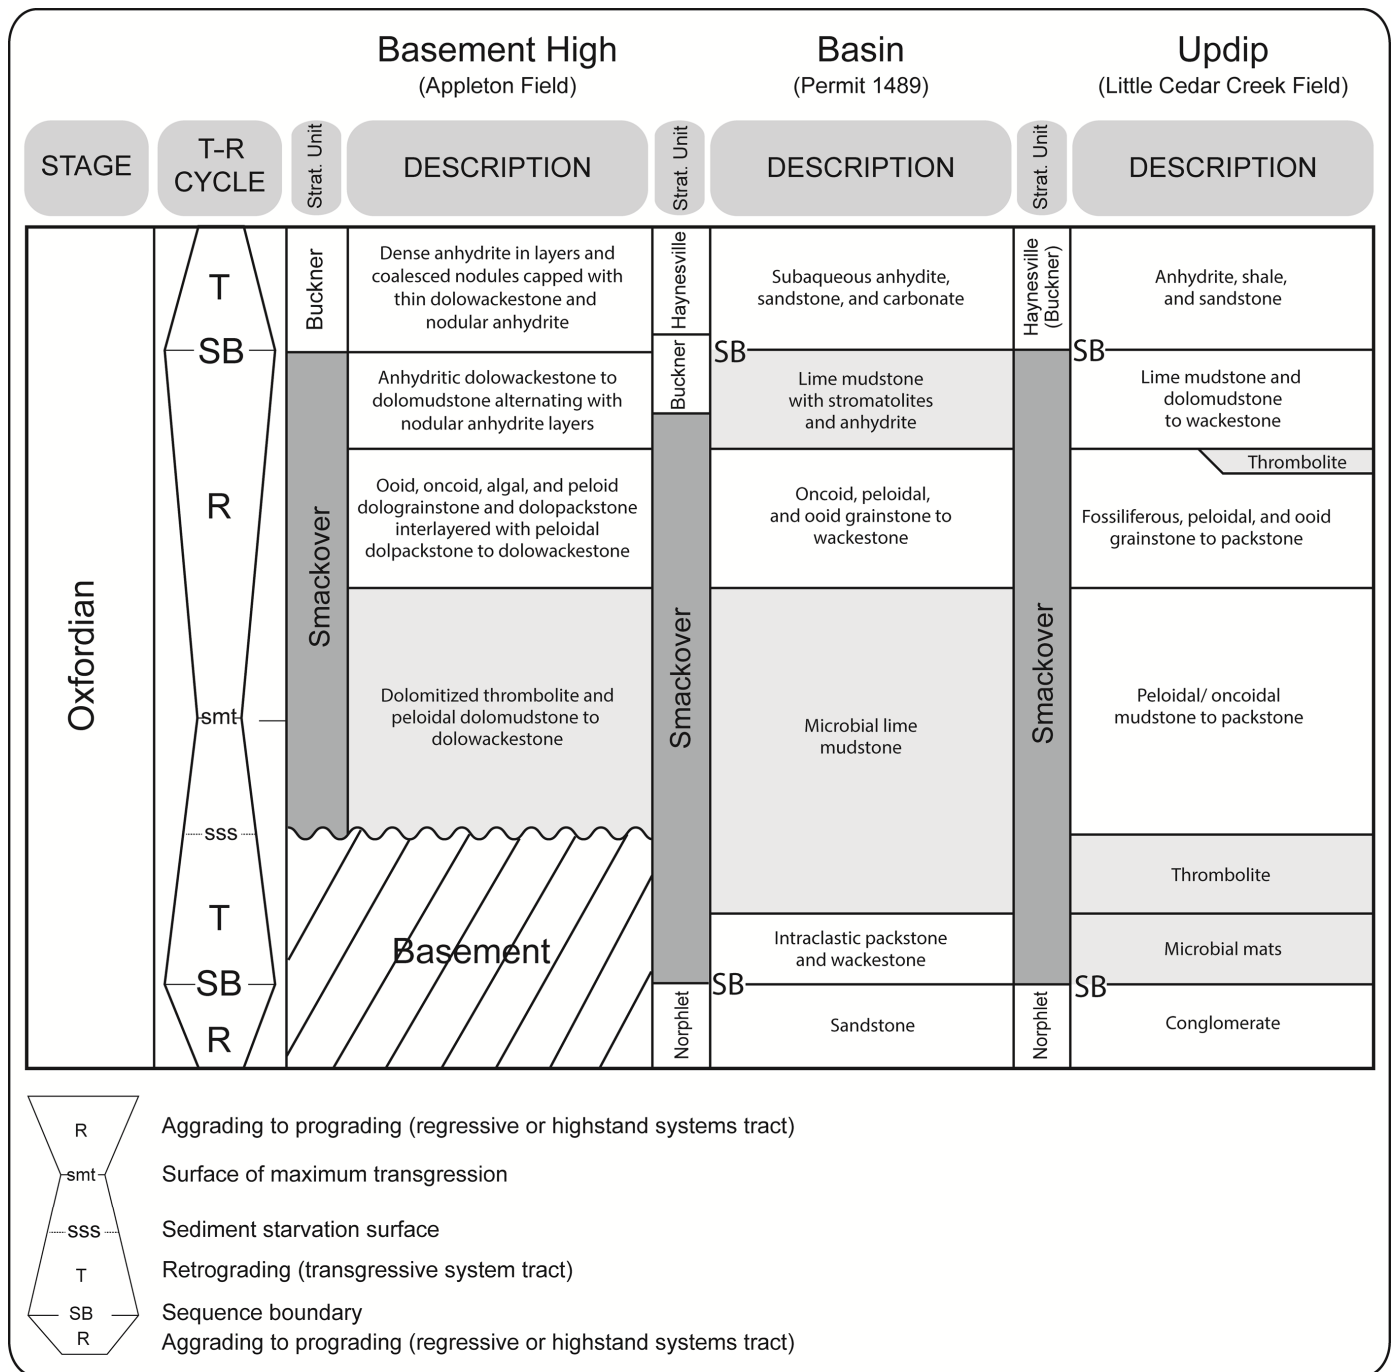 Basement High
(Appleton Field)
Basin
(Permit 1489)
Updip
(Little Cedar Creek Field)
STAGE
T–R
CYCLE
Strat. Unit
DESCRIPTION
Strat. Unit
DESCRIPTION
Strat. Unit
DESCRIPTION
Oxfordian
T
SB
R
smt
sss
T
SB
R
Buckner
Smackover
Dense anhydrite in layers and
coalesced nodules capped with
thin dolowackestone and
nodular anhydrite
Anhydritic dolowackestone to
dolomudstone alternating with
nodular anhydrite layers
Ooid, oncoid, algal, and peloid
dolograinstone and dolopackstone
interlayered with peloidal
dolpackstone to dolowackestone
Dolomitized thrombolite and
peloidal dolomudstone to
dolowackestone
Basement
Haynesville
Buckner
Smackover
Norphlet
Subaqueous anhydite,
sandstone, and carbonate
SB
Lime mudstone
with stromatolites
and anhydrite
Oncoid, peloidal,
and ooid grainstone to
wackestone
Microbial lime
mudstone
Intraclastic packstone
and wackestone
SB
Sandstone
Haynesville
(Buckner)
Smackover
Norphlet
Anhydrite, shale,
and sandstone
SB
Lime mudstone and
dolomudstone
to wackestone
Thrombolite
Fossiliferous, peloidal, and ooid
grainstone to packstone
Peloidal/ oncoidal
mudstone to packstone
Thrombolite
Microbial mats
SB
Conglomerate
R
Aggrading to prograding (regressive or highstand systems tract)
smt
Surface of maximum transgression
sss
Sediment starvation surface
T
Retrograding (transgressive system tract)
SB
Sequence boundary
R
Aggrading to prograding (regressive or highstand systems tract)